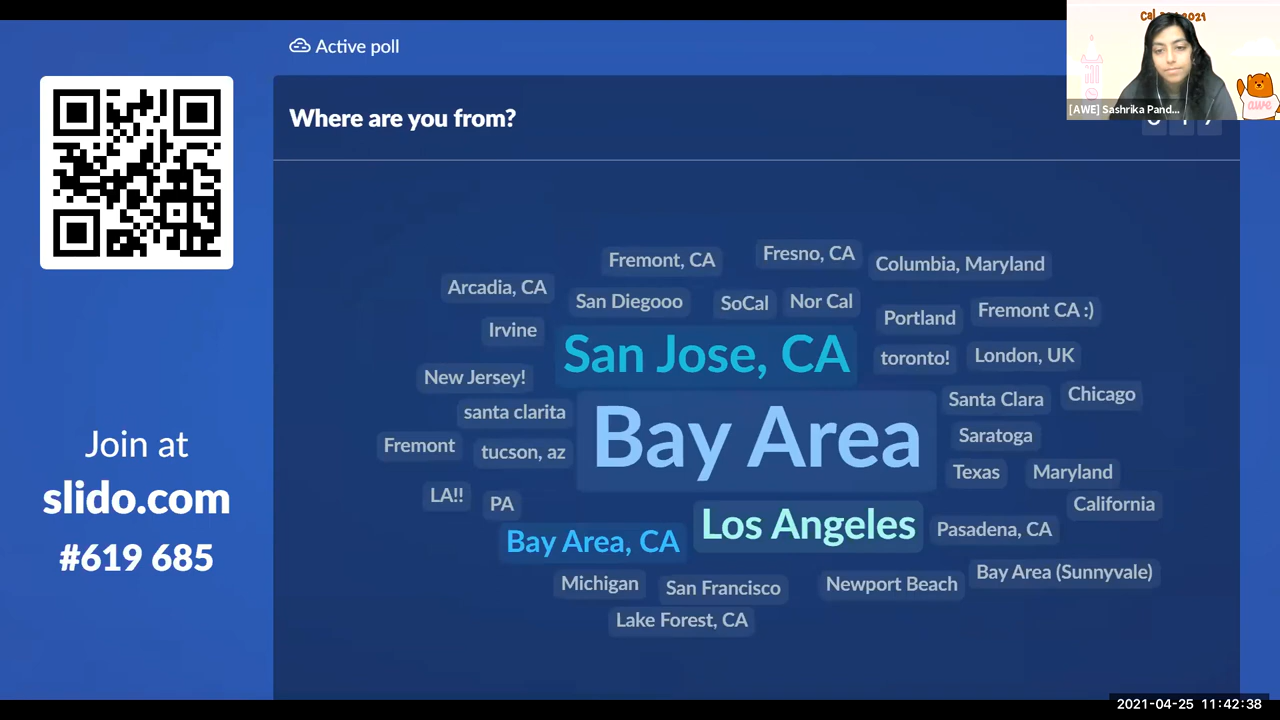 Active poll
Where are you from?
[AWE] Sashrika Pand...
awe
Fremont, CA
Fresno, CA
Columbia, Maryland
Arcadia, CA
San Diegooo
SoCal
Nor Cal
Portland
Fremont CA :)
Irvine
San Jose, CA
toronto!
London, UK
New Jersey!
santa clarita
Bay Area
Santa Clara
Chicago
Fremont
tucson, az
Saratoga
Texas
Maryland
LA!!
PA
California
Bay Area, CA
Los Angeles
Pasadena, CA
Michigan
San Francisco
Newport Beach
Bay Area (Sunnyvale)
Lake Forest, CA
Join at
slido.com
#619 685
2021-04-25 11:42:38